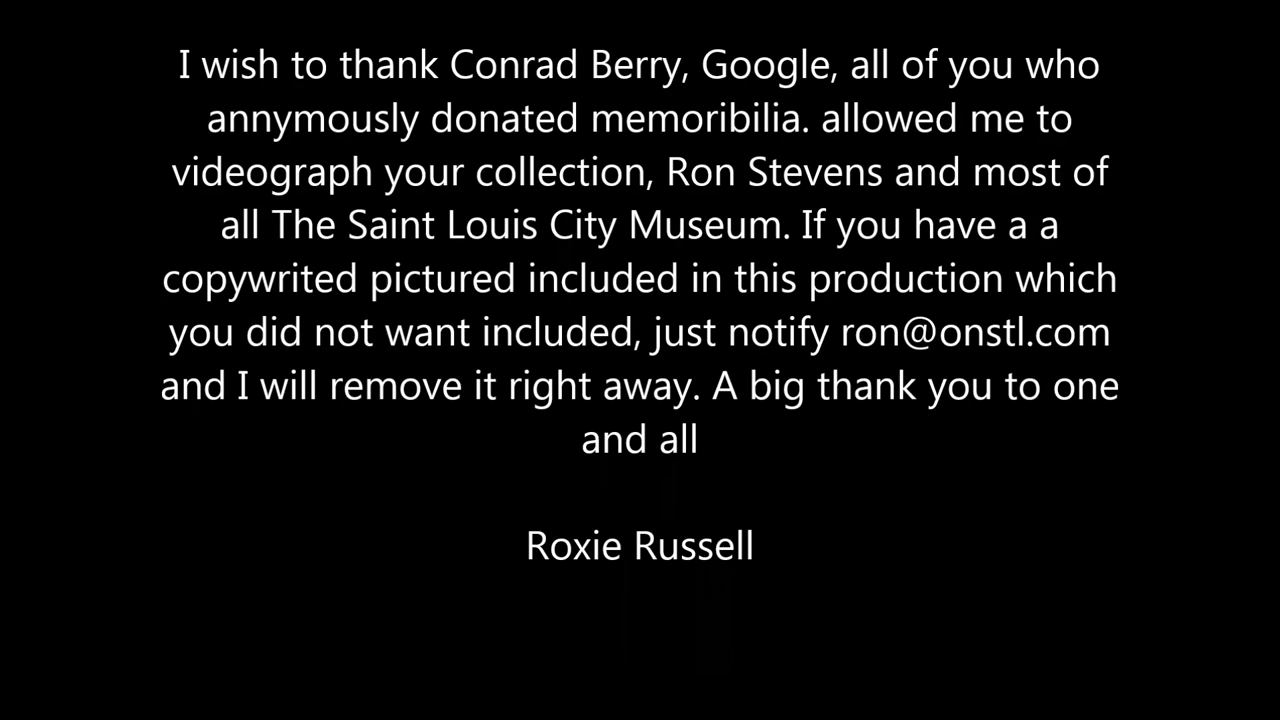 I wish to thank Conrad Berry, Google, all of you who
annymously donated memoribilia. allowed me to
videograph your collection, Ron Stevens and most of
all The Saint Louis City Museum. If you have a a
copywrited pictured included in this production which
you did not want included, just notify ron@onstl.com
and I will remove it right away. A big thank you to one
and all
Roxie Russell